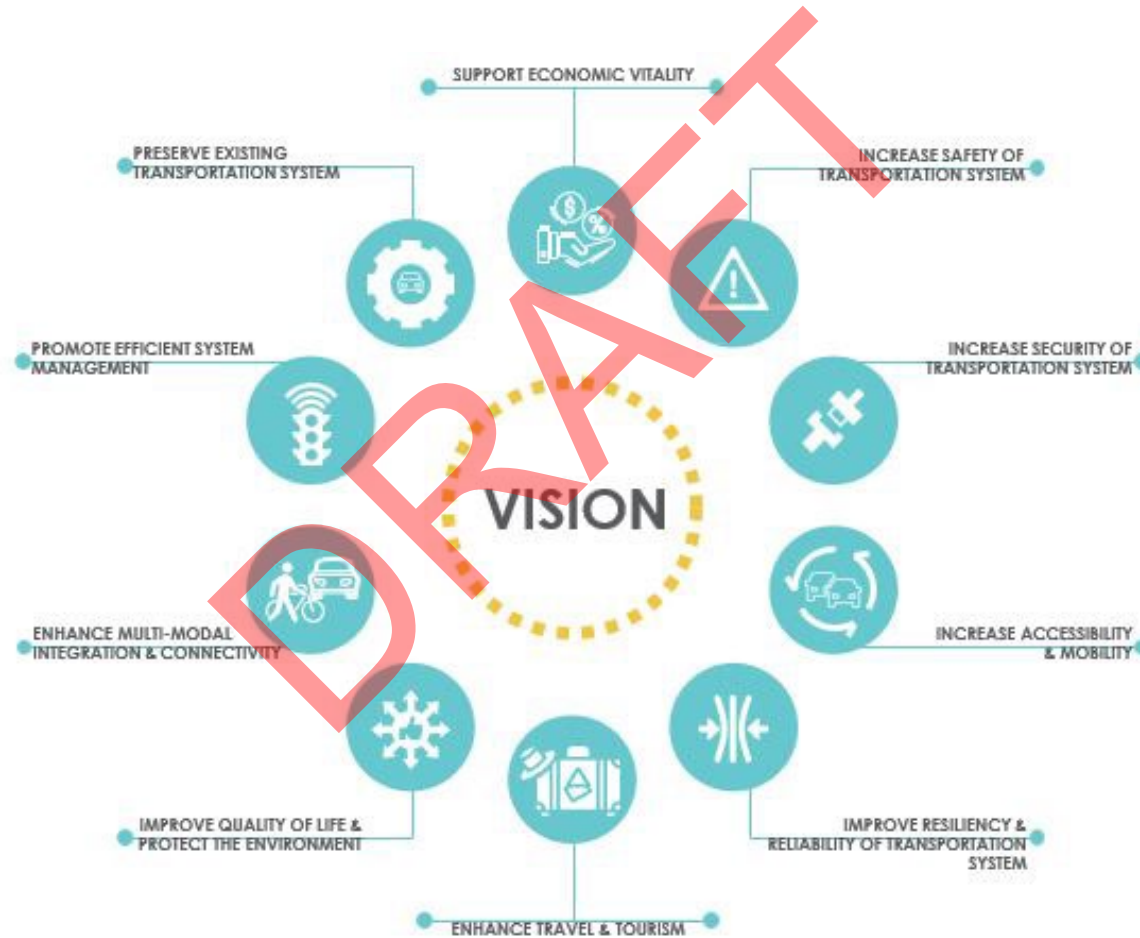 SUPPORT ECONOMIC VITALITY
PRESERVE EXISTING
TRANSPORTATION SYSTEM
INCREASE SAFETY OF
TRANSPORTATION SYSTEM
$
%
!
PROMOTE EFFICIENT SYSTEM
MANAGEMENT
INCREASE SECURITY OF
TRANSPORTATION SYSTEM
VISION
DRAFT
ENHANCE MULTI-MODAL
INTEGRATION & CONNECTIVITY
INCREASE ACCESSIBILITY
& MOBILITY
IMPROVE QUALITY OF LIFE &
PROTECT THE ENVIRONMENT
IMPROVE RESILIENCY &
RELIABILITY OF TRANSPORTATION
SYSTEM
ENHANCE TRAVEL & TOURISM